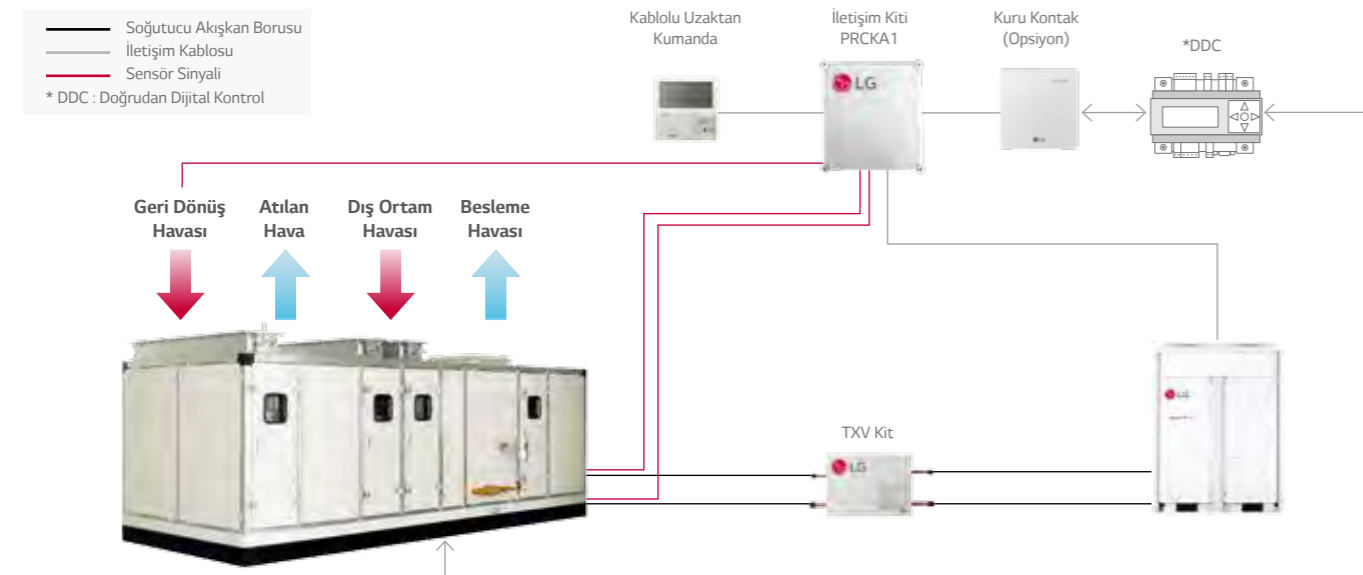 Soğutucu Akışkan Borusu
İletişim Kablosu
Sensör Sinyali
* DDC : Doğrudan Dijital Kontrol
Kablolu Uzaktan
Kumanda
İletişim Kiti
PRCKA1
Kuru Kontak
(Opsiyon)
*DDC
LG
LG
Geri Dönüş
Havası
Atılan
Hava
Dış Ortam
Havası
Besleme
Havası
TXV Kit
LG
LG